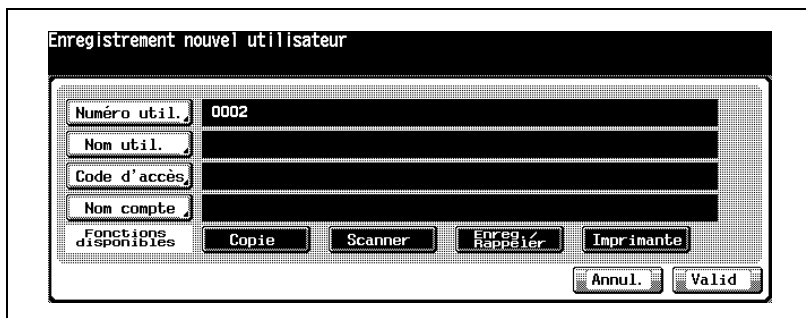 Enregistrement nouvel utilisateur
Numéro util. 0002
Nom util.
Code d'accès
Nom compte
Fonctions
disponibles
Copie Scanner Enreg./ Rappeler Imprimante
Annul. Valid